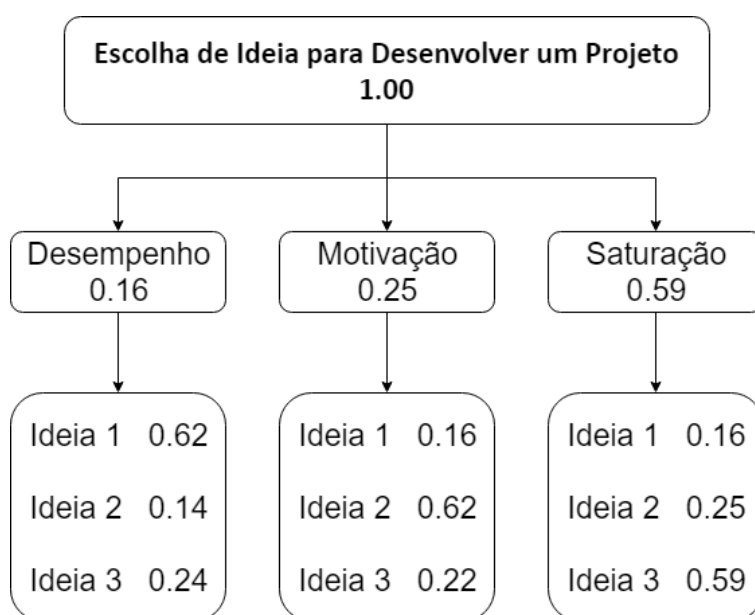 Escolha de Ideia para Desenvolver um Projeto
1.00
Desempenho
0.16
Motivação
0.25
Saturação
0.59
Ideia 1 0.62
Ideia 2 0.14
Ideia 3 0.24
Ideia 1 0.16
Ideia 2 0.62
Ideia 3 0.22
Ideia 1 0.16
Ideia 2 0.25
Ideia 3 0.59